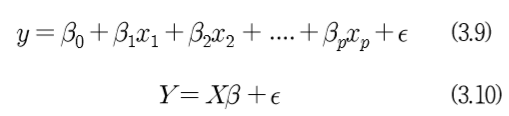 y = β₀ + β₁x₁ + β₂x₂ + .... + βₚxₚ + ϵ (3.9)
Y = Xβ + ϵ (3.10)